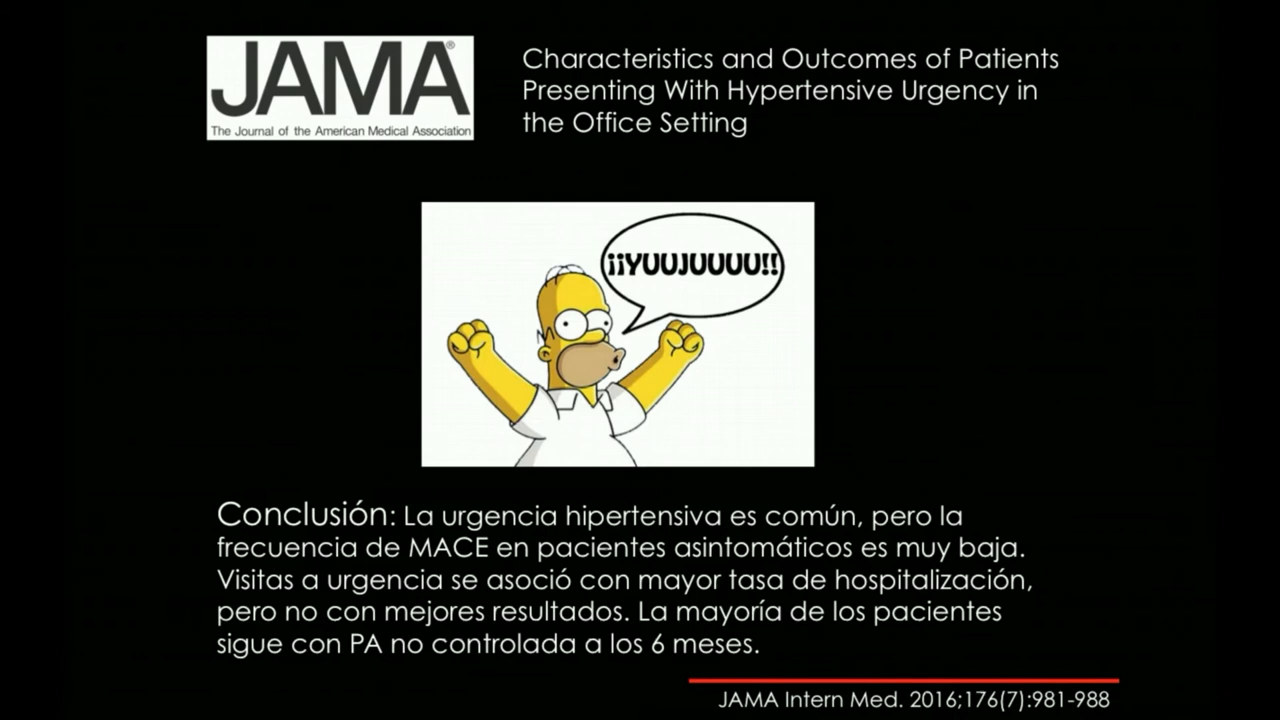 JAMA®
The Journal of the American Medical Association
Characteristics and Outcomes of Patients
Presenting With Hypertensive Urgency in
the Office Setting
¡¡YUUJUUUU!!
Conclusión: La urgencia hipertensiva es común, pero la
frecuencia de MACE en pacientes asintomáticos es muy baja.
Visitas a urgencia se asoció con mayor tasa de hospitalización,
pero no con mejores resultados. La mayoría de los pacientes
sigue con PA no controlada a los 6 meses.
JAMA Intern Med. 2016;176(7):981-988